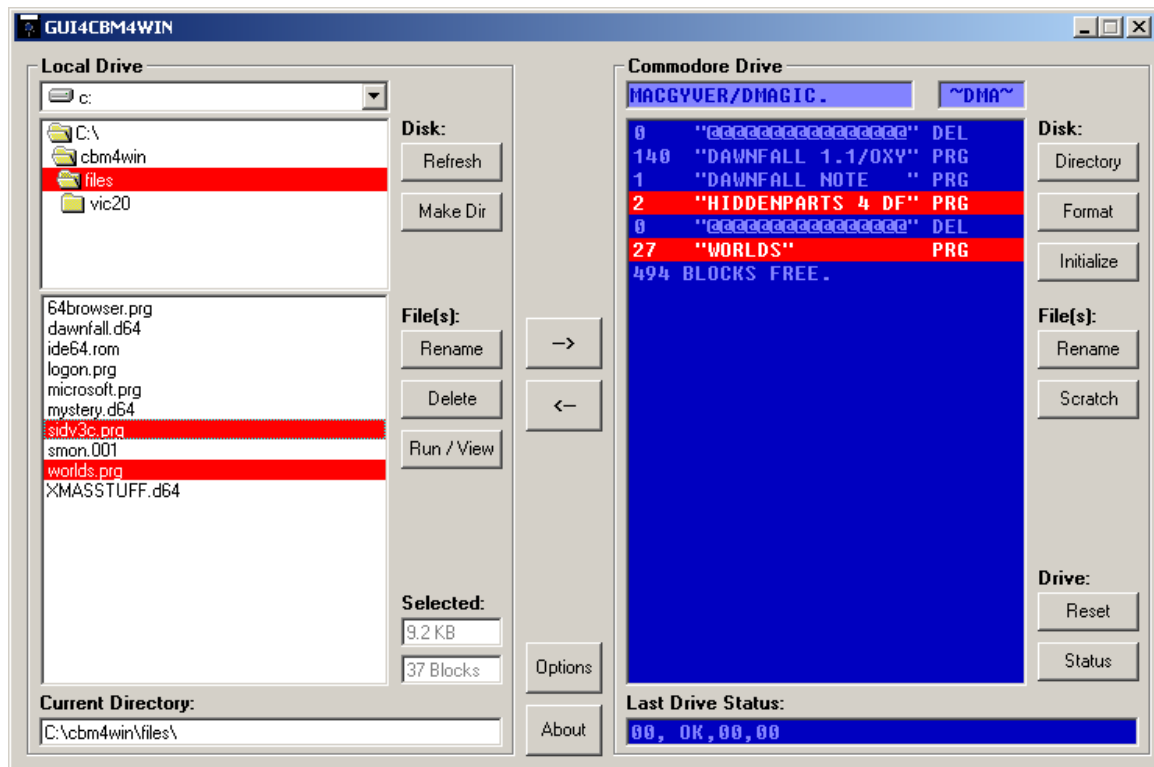 GUI4CBM4WIN
Local Drive
c:
C:\
cbm4win
files
vic20
Disk:
Refresh
Make Dir
64browser.prg
dawnfall.d64
ide64.rom
logon.prg
microsoft.prg
mystery.d64
sidv3c.prg
smon.001
worlds.prg
XMASSTUFF.d64
File(s):
Rename
Delete
Run / View
Selected:
9.2 KB
37 Blocks
Current Directory:
C:\cbm4win\files\
-->
<--
Options
About
Commodore Drive
MACGYVER/DMAGIC. ~DMA~
0 "@@@@@@@@@@@@@@@@" DEL
140 "DAWNFALL 1.1/OXY" PRG
1 "DAWNFALL NOTE   " PRG
2 "HIDDENPARTS 4 DF" PRG
0 "@@@@@@@@@@@@@@@@" DEL
27 "WORLDS" PRG
494 BLOCKS FREE.
Disk:
Directory
Format
Initialize
File(s):
Rename
Scratch
Drive:
Reset
Status
Last Drive Status:
00, OK,00,00